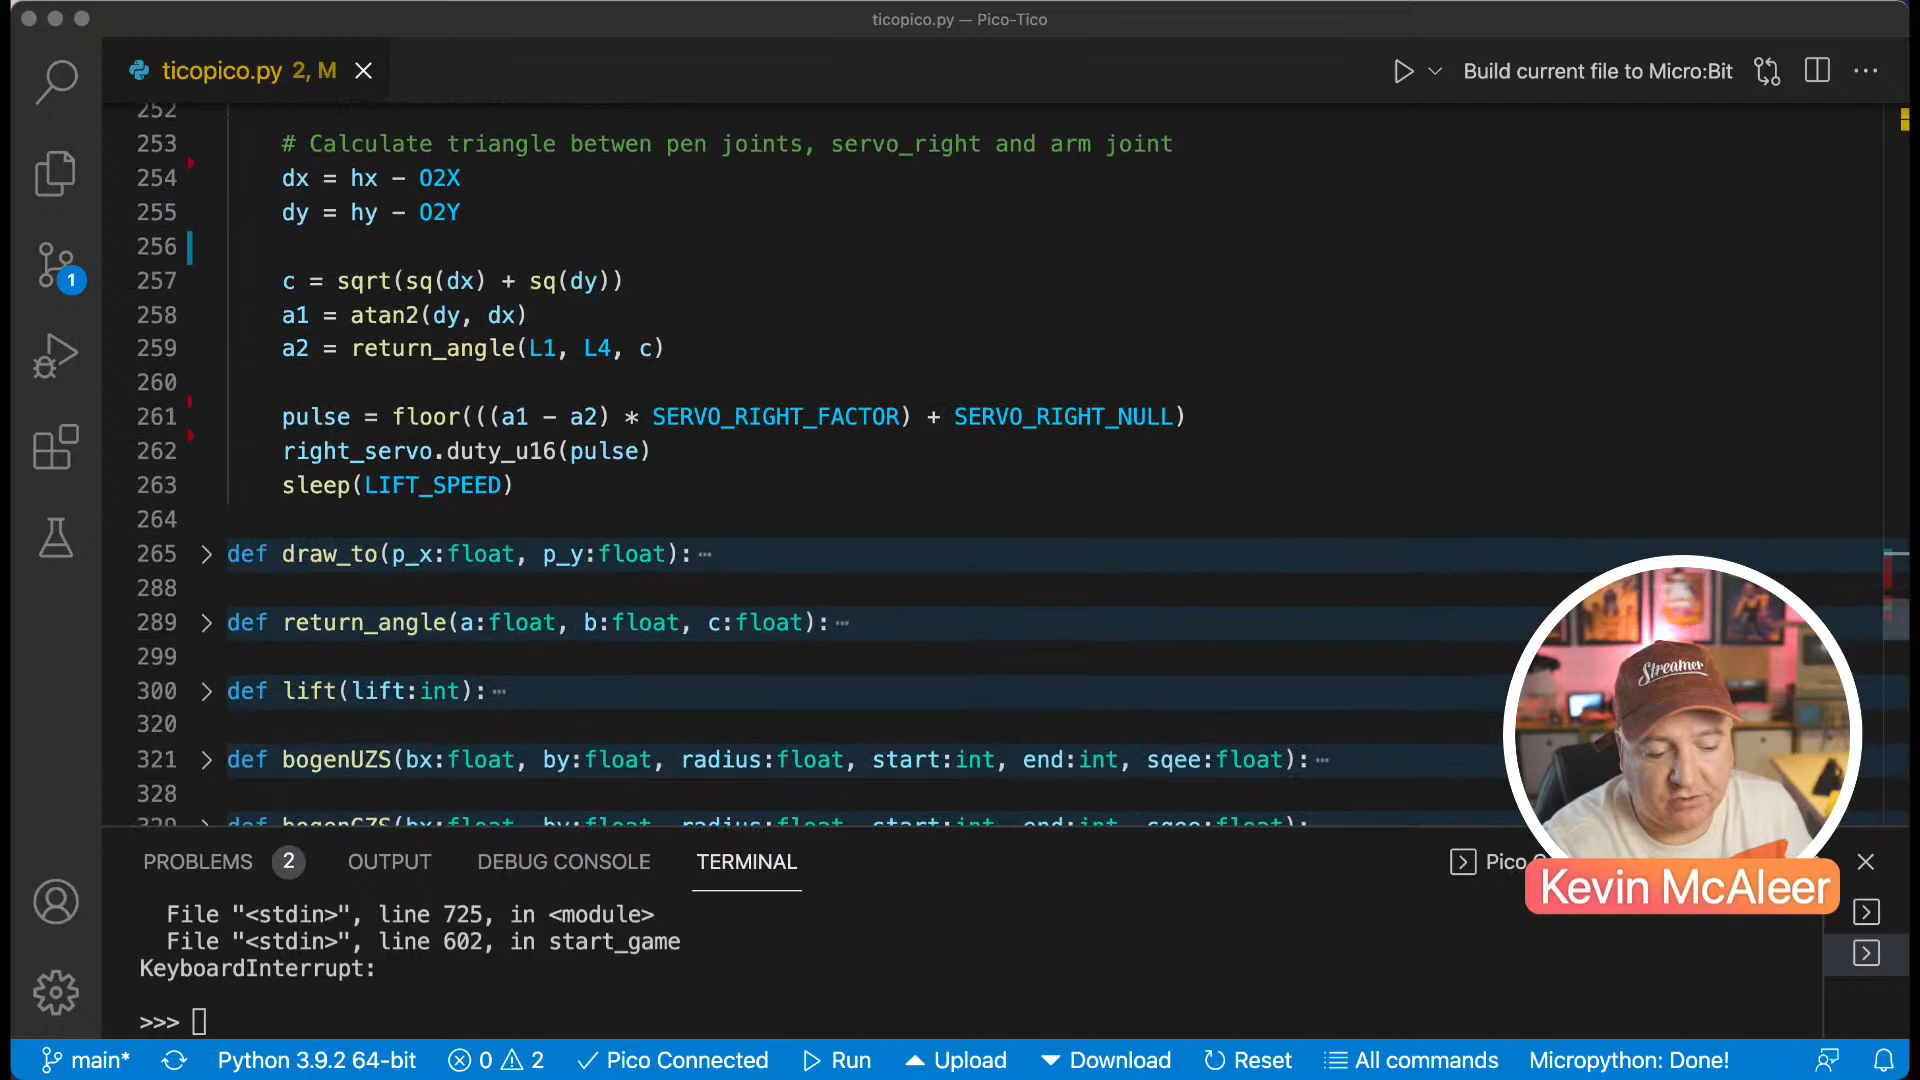 ticopico.py — Pico-Tico
ticopico.py 2, M
Build current file to Micro:Bit
252
253 # Calculate triangle betwen pen joints, servo_right and arm joint
254 dx = hx - O2X
255 dy = hy - O2Y
256
257 c = sqrt(sq(dx) + sq(dy))
258 a1 = atan2(dy, dx)
259 a2 = return_angle(L1, L4, c)
260
261 pulse = floor(((a1 - a2) * SERVO_RIGHT_FACTOR) + SERVO_RIGHT_NULL)
262 right_servo.duty_u16(pulse)
263 sleep(LIFT_SPEED)
264
265 def draw_to(p_x:float, p_y:float):
288
289 def return_angle(a:float, b:float, c:float):
299
300 def lift(lift:int):
320
321 def bogenUZS(bx:float, by:float, radius:float, start:int, end:int, sqee:float):
328
329 def bogenGZS(bx:float, by:float, radius:float, start:int, end:int, sqee:float):
Streamer
PROBLEMS 2 OUTPUT DEBUG CONSOLE TERMINAL
Pico
Kevin McAleer
File "<stdin>", line 725, in <module>
File "<stdin>", line 602, in start_game
KeyboardInterrupt:
>>>
1
main* Python 3.9.2 64-bit 0 2 Pico Connected Run Upload Download Reset All commands Micropython: Done!